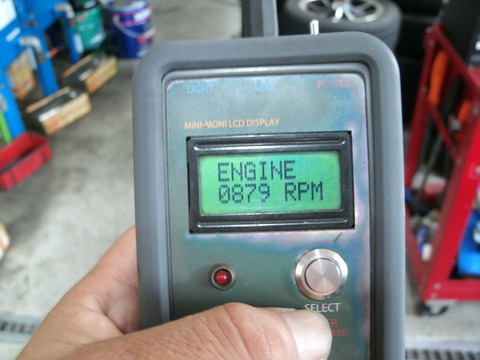 LIGHT LINK POWER
MINI-MONI LCD DISPLAY
ENGINE
0879 RPM
SELECT